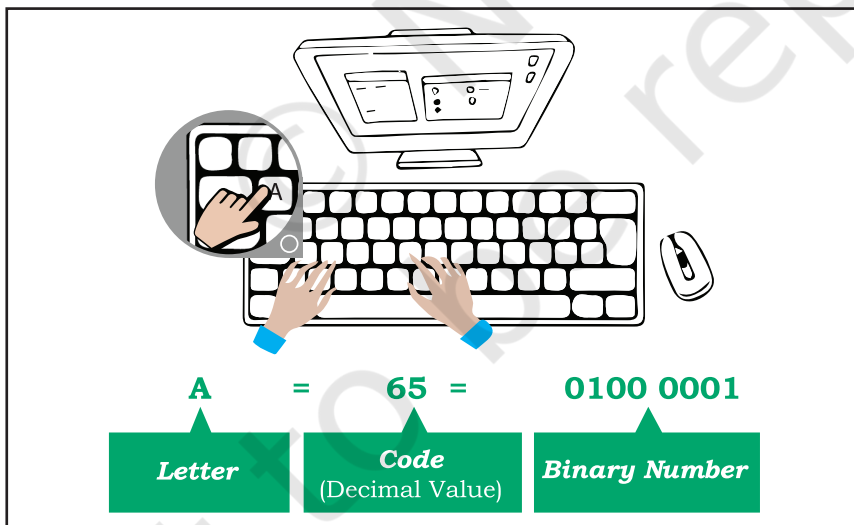 A
A = 65 = 0100 0001
Letter Code Binary Number
(Decimal Value)